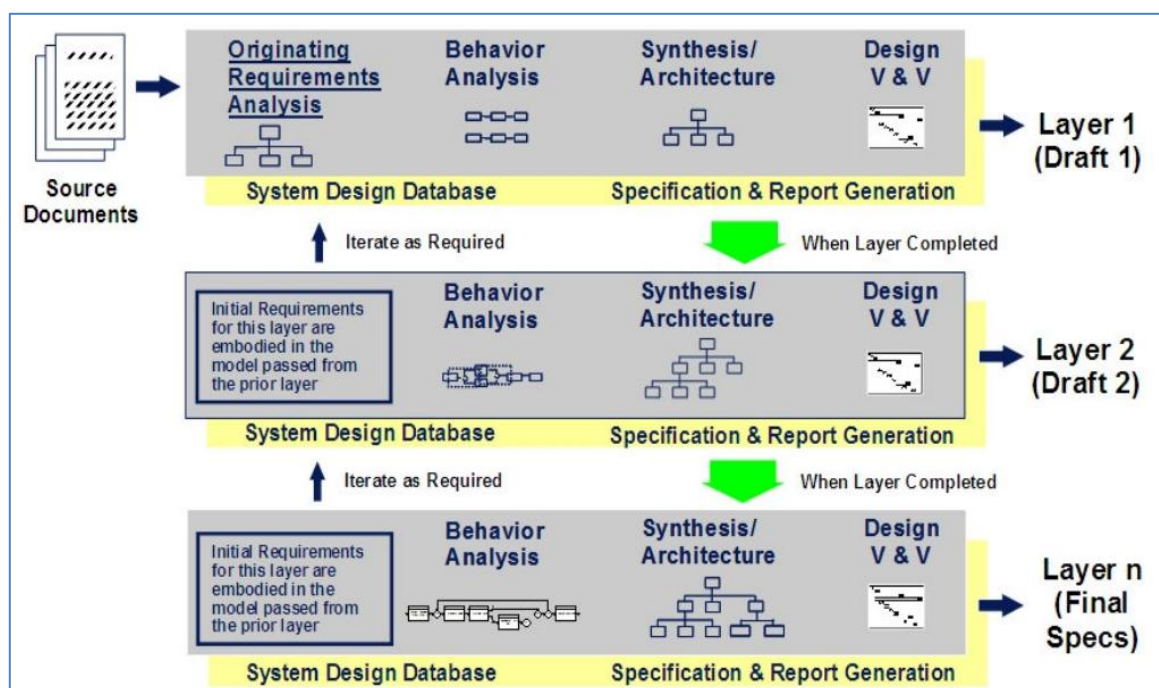 Originating
Requirements
Analysis
Behavior
Analysis
Synthesis/
Architecture
Design
V & V
Source
Documents
Layer 1
(Draft 1)
System Design Database
Specification & Report Generation
Iterate as Required
When Layer Completed
Initial Requirements
for this layer are
embodied in the
model passed from
the prior layer
Behavior
Analysis
Synthesis/
Architecture
Design
V & V
Layer 2
(Draft 2)
System Design Database
Specification & Report Generation
Iterate as Required
When Layer Completed
Initial Requirements
for this layer are
embodied in the
model passed from
the prior layer
Behavior
Analysis
Synthesis/
Architecture
Design
V & V
Layer n
(Final
Specs)
System Design Database
Specification & Report Generation